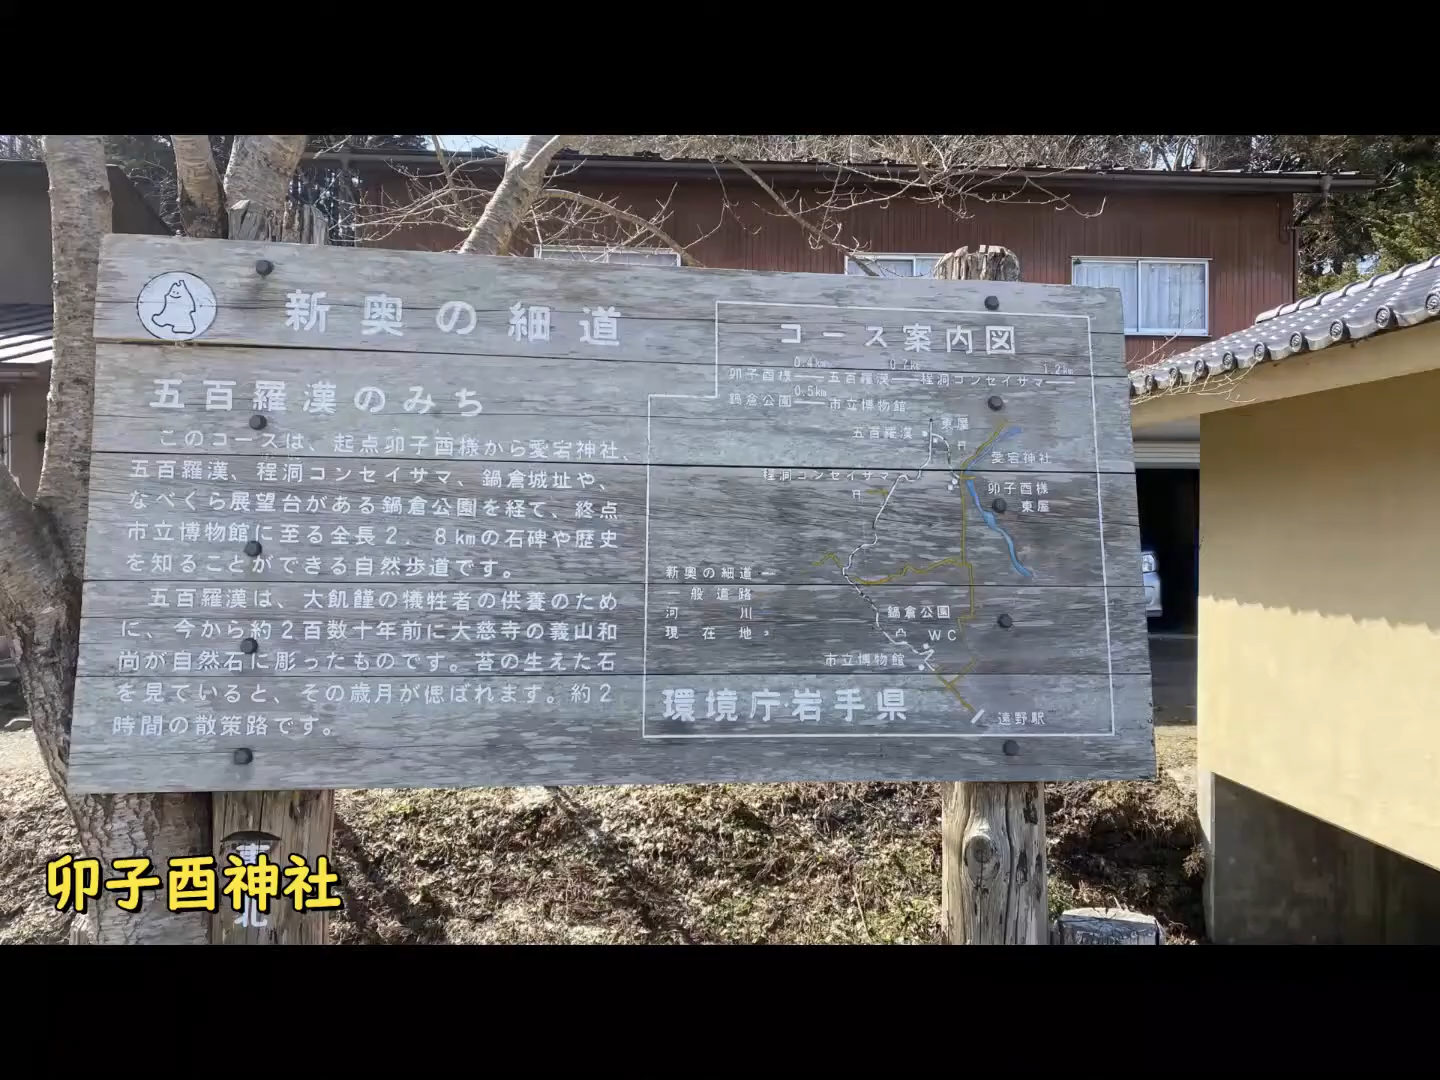 新奥の細道
五百羅漢のみち
このコースは、起点卯子酉様から愛宕神社、
五百羅漢、程洞コンセイサマ、鍋倉城址や、
なべくら展望台がある鍋倉公園を経て、終点
市立博物館に至る全長2.8kmの石碑や歴史
を知ることができる自然歩道です。
五百羅漢は、大飢饉の犠牲者の供養のため
に、今から約2百数十年前に大慈寺の義山和
尚が自然石に彫ったものです。苔の生えた石
を見ていると、その歳月が偲ばれます。約2
時間の散策路です。
コース案内図
0.4km 0.7km 1.2km
卯子酉様 五百羅漢 程洞コンセイサマ
0.5km
鍋倉公園 市立博物館
東屋
五百羅漢
愛宕神社
程洞コンセイサマ
卯子酉様
東屋
新奥の細道
一般道路
河川
現在地
鍋倉公園
WC
市立博物館
遠野駅
環境庁岩手県
卯子酉神社
東北